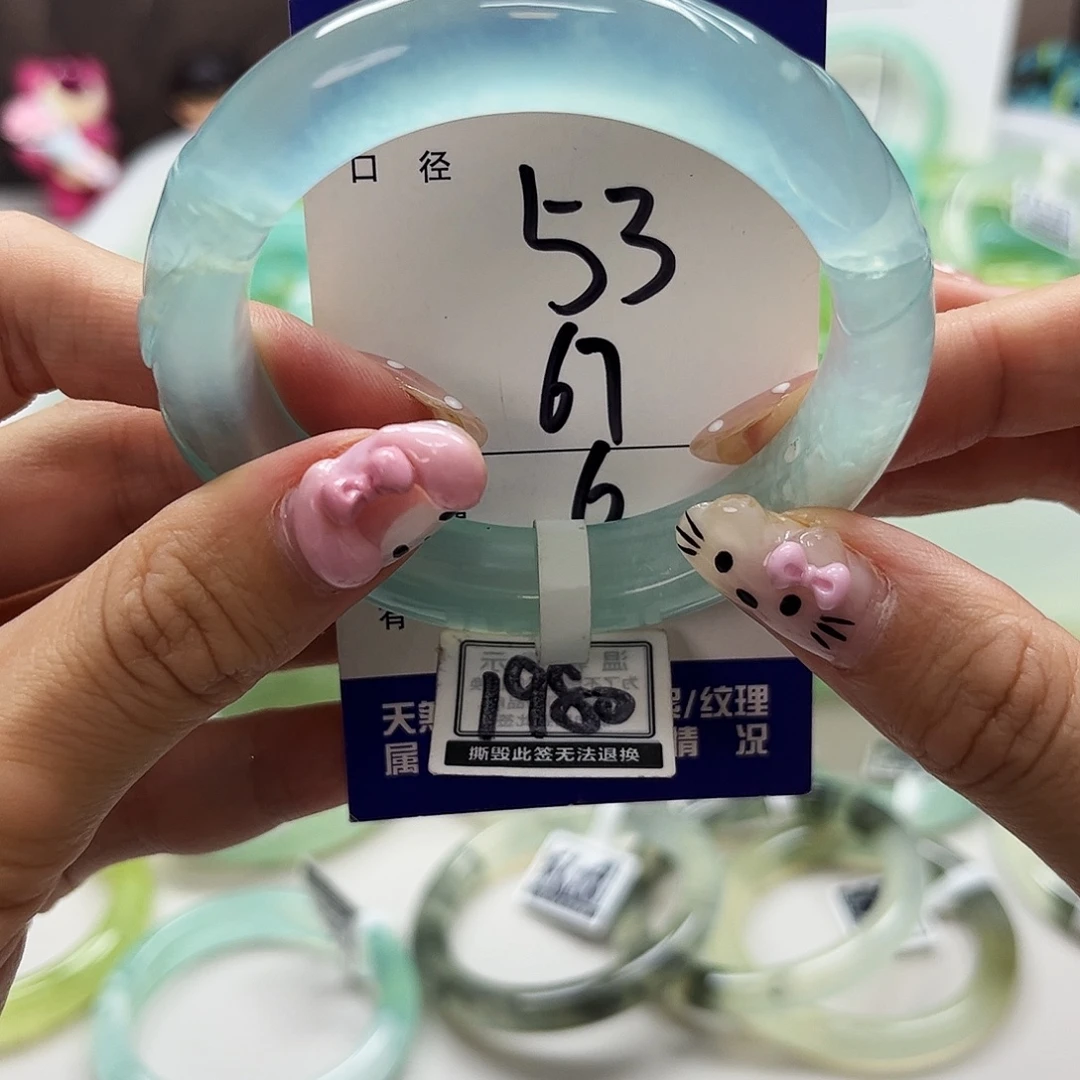 口 径
53
67
6
有
1980
撕毁此签无法退换
天 /纹理
属 情 况